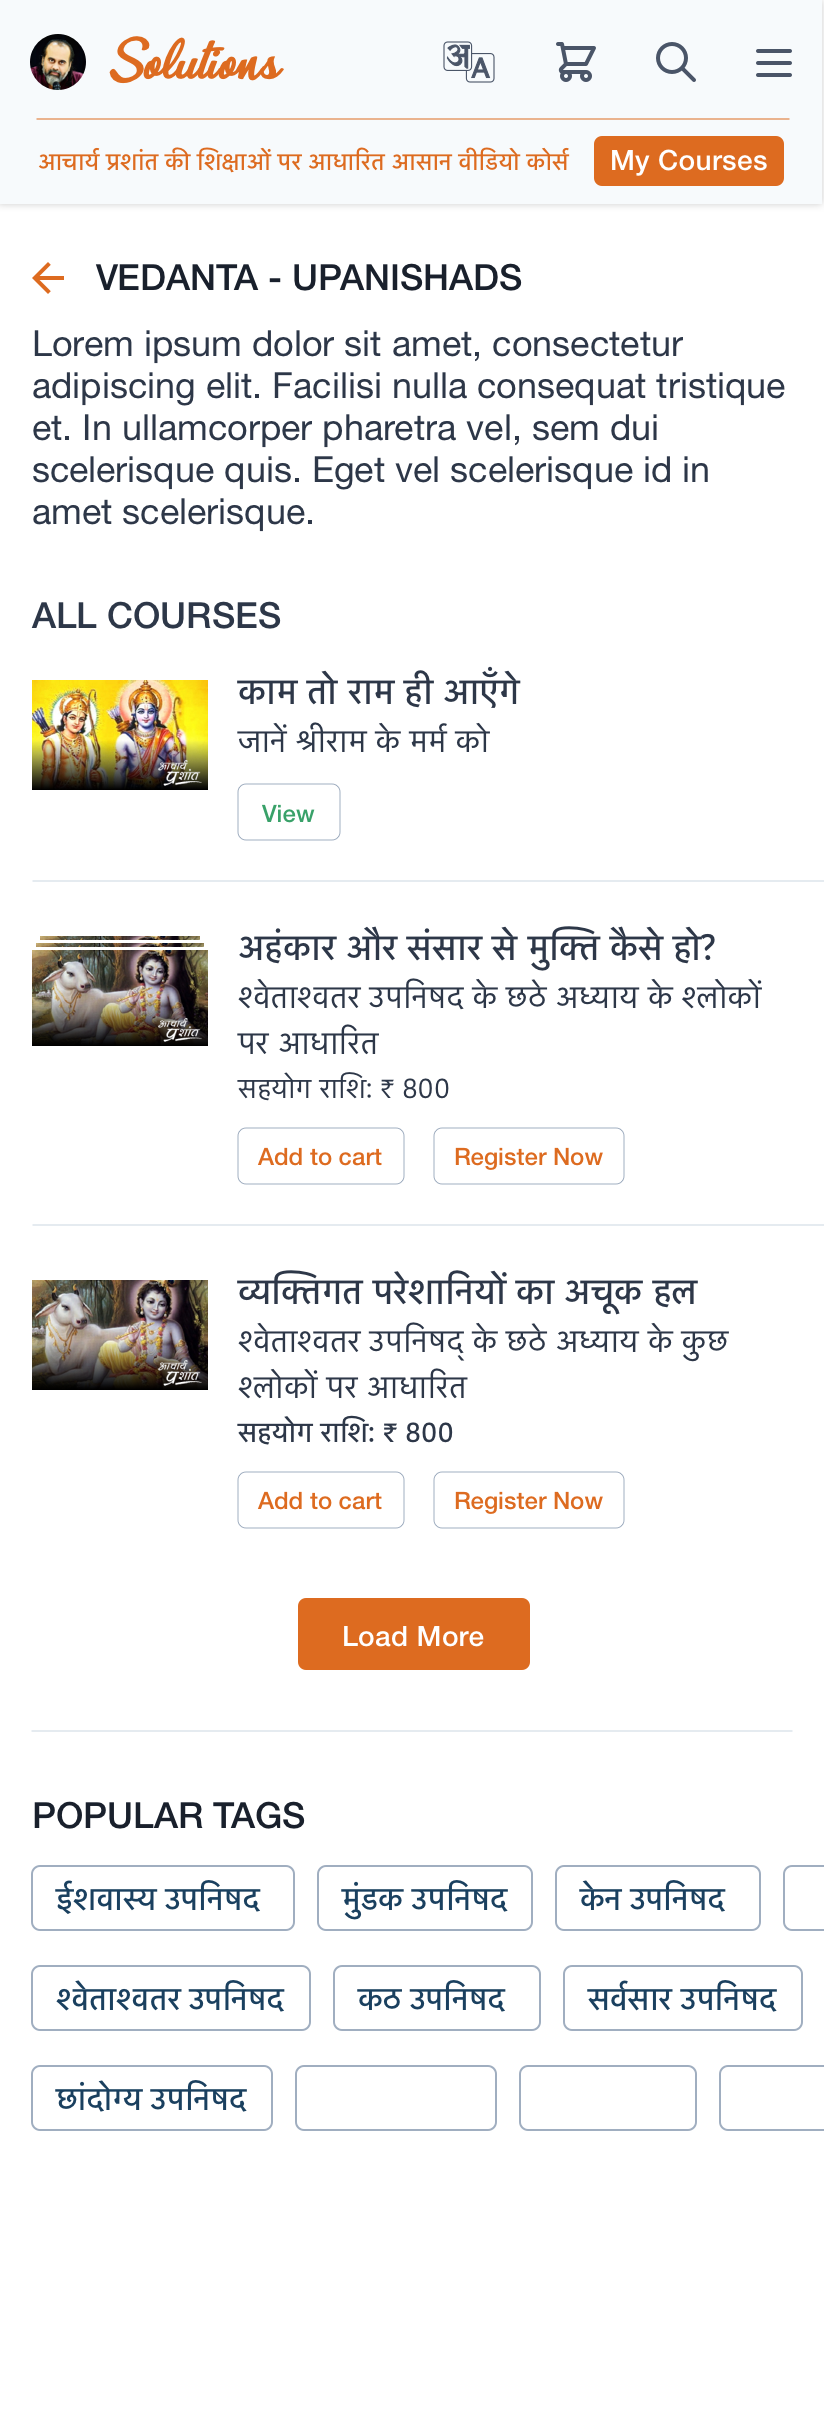 Solutions
अ A
आचार्य प्रशांत की शिक्षाओं पर आधारित आसान वीडियो कोर्स
My Courses
VEDANTA - UPANISHADS
Lorem ipsum dolor sit amet, consectetur
adipiscing elit. Facilisi nulla consequat tristique
et. In ullamcorper pharetra vel, sem dui
scelerisque quis. Eget vel scelerisque id in
amet scelerisque.
ALL COURSES
आचार्य
प्रशांत
काम तो राम ही आएँगे
जानें श्रीराम के मर्म को
View
आचार्य
प्रशांत
अहंकार और संसार से मुक्ति कैसे हो?
श्वेताश्वतर उपनिषद के छठे अध्याय के श्लोकों
पर आधारित
सहयोग राशि: ₹ 800
Add to cart
Register Now
आचार्य
प्रशांत
व्यक्तिगत परेशानियों का अचूक हल
श्वेताश्वतर उपनिषद् के छठे अध्याय के कुछ
श्लोकों पर आधारित
सहयोग राशि: ₹ 800
Add to cart
Register Now
Load More
POPULAR TAGS
ईशवास्य उपनिषद
मुंडक उपनिषद
केन उपनिषद
श्वेताश्वतर उपनिषद
कठ उपनिषद
सर्वसार उपनिषद
छांदोग्य उपनिषद